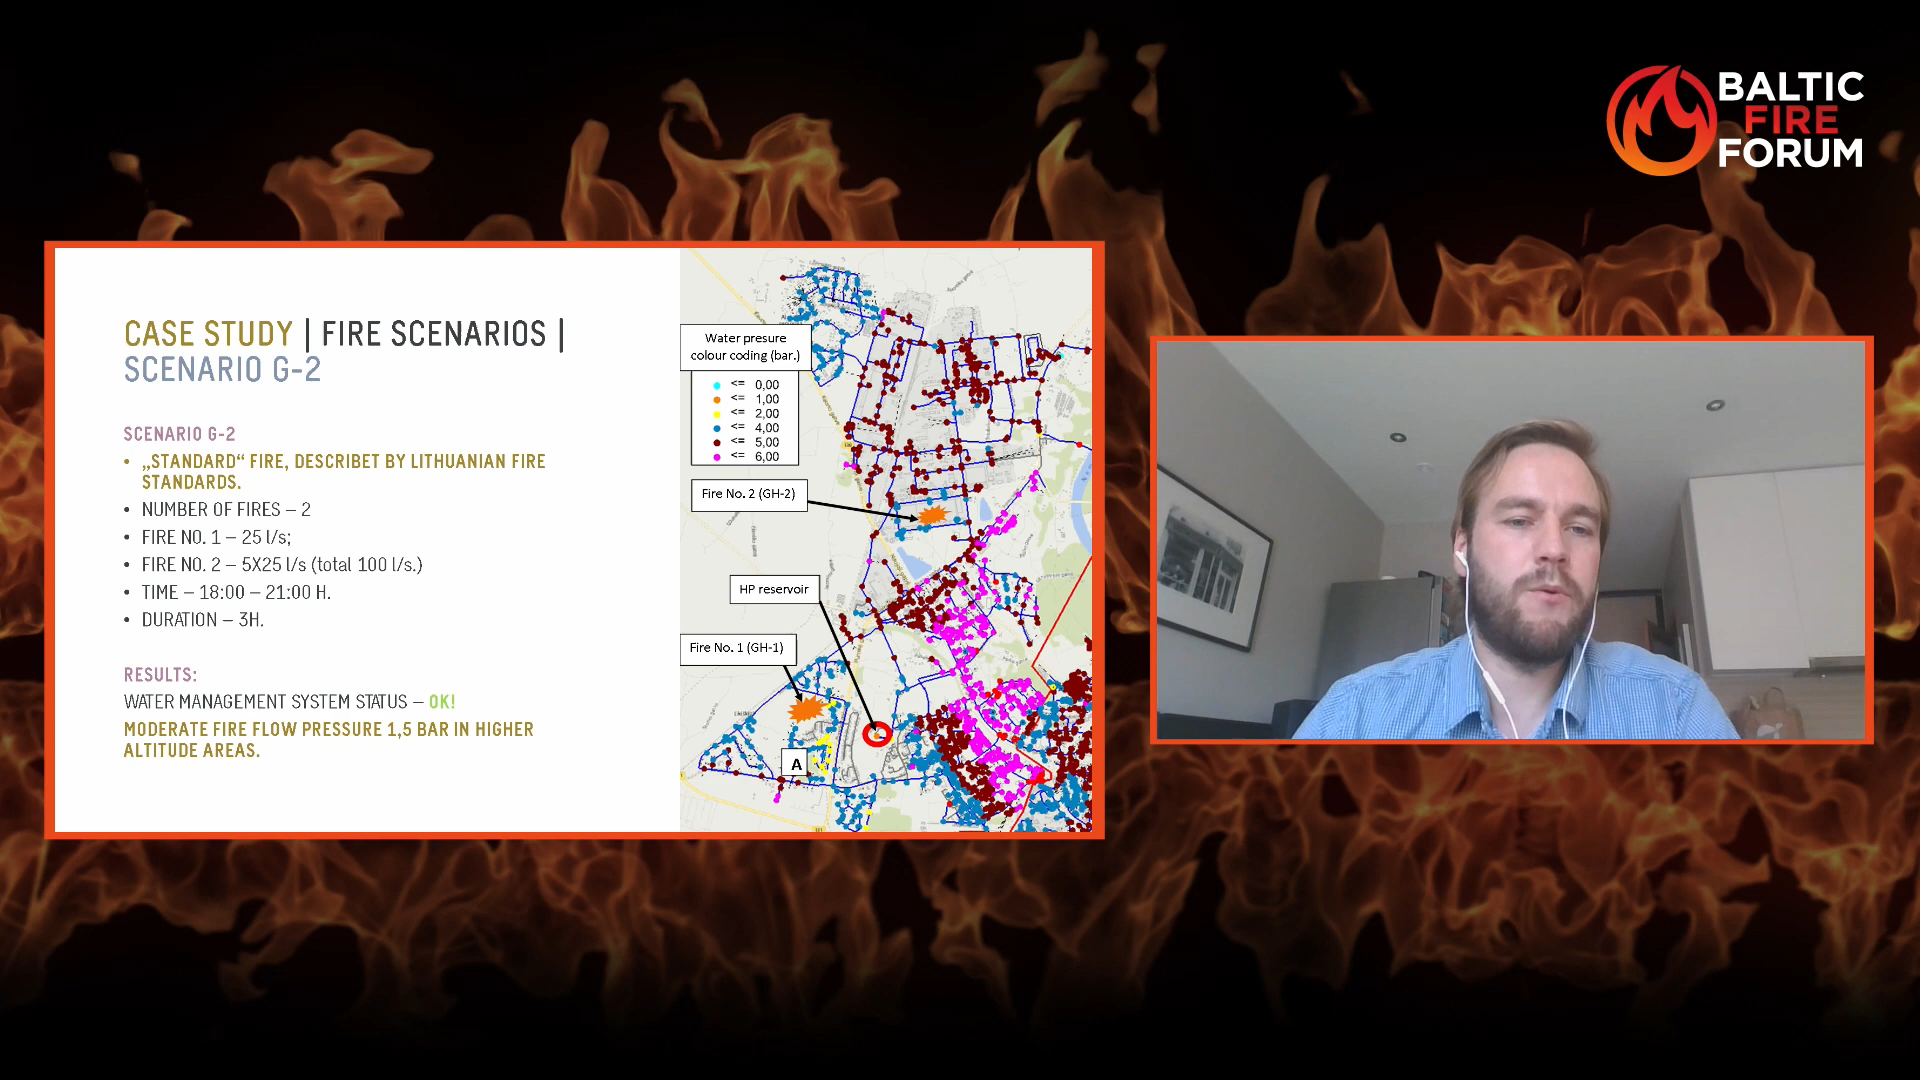 BALTIC
FIRE
FORUM
CASE STUDY | FIRE SCENARIOS |
SCENARIO G-2
SCENARIO G-2
• „STANDARD“ FIRE, DESCRIBET BY LITHUANIAN FIRE
STANDARDS.
• NUMBER OF FIRES – 2
• FIRE NO. 1 – 25 l/s;
• FIRE NO. 2 – 5X25 l/s (total 100 l/s.)
• TIME – 18:00 – 21:00 H.
• DURATION – 3H.
RESULTS:
WATER MANAGEMENT SYSTEM STATUS – OK!
MODERATE FIRE FLOW PRESSURE 1,5 BAR IN HIGHER
ALTITUDE AREAS.
Water presure
colour coding (bar.)
<= 0,00
<= 1,00
<= 2,00
<= 4,00
<= 5,00
<= 6,00
Fire No. 2 (GH-2)
HP reservoir
Fire No. 1 (GH-1)
A